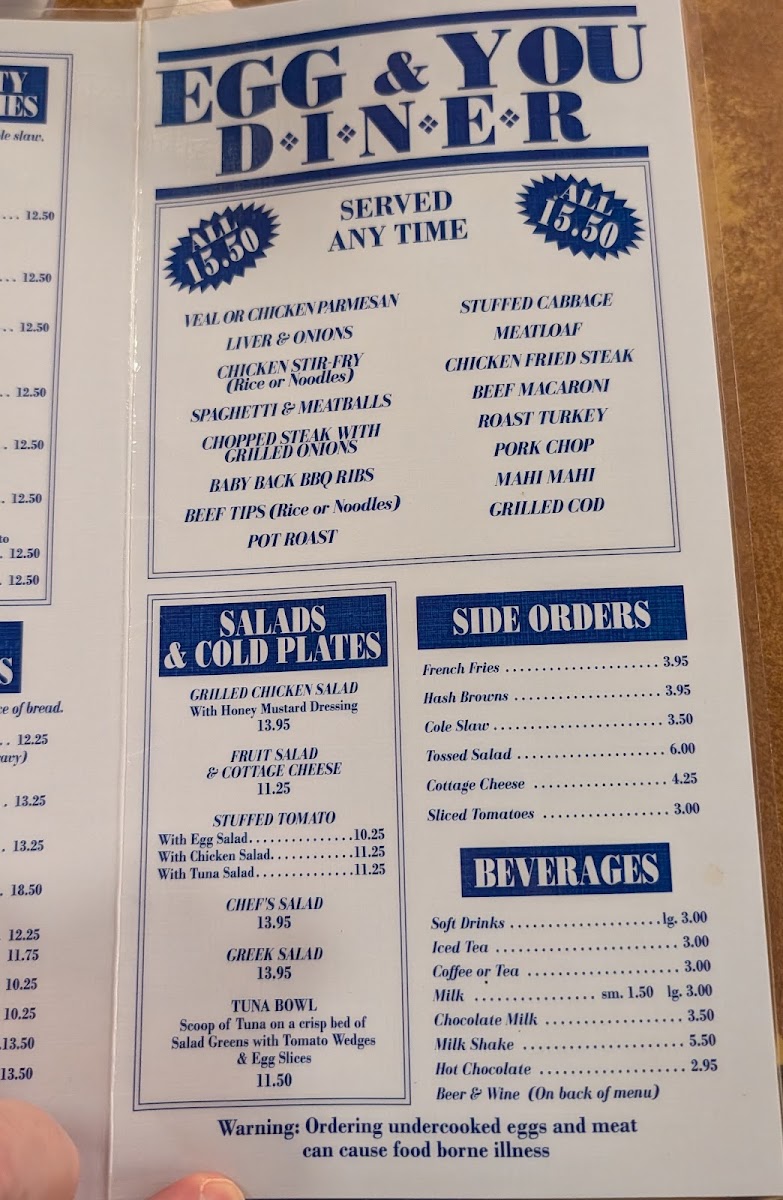 TY
IES
le slaw.
... 12.50
... 12.50
.. 12.50
.. 12.50
. 12.50
. 12.50
to
. 12.50
. 12.50
S
ce of bread.
.. 12.25
avy)
. 13.25
. 13.25
. 18.50
12.25
11.75
10.25
10.25
.13.50
13.50
EGG & YOU
D·I·N·E·R
ALL
15.50
SERVED
ANY TIME
ALL
15.50
VEAL OR CHICKEN PARMESAN
LIVER & ONIONS
CHICKEN STIR-FRY
(Rice or Noodles)
SPAGHETTI & MEATBALLS
CHOPPED STEAK WITH
GRILLED ONIONS
BABY BACK BBQ RIBS
BEEF TIPS (Rice or Noodles)
POT ROAST
STUFFED CABBAGE
MEATLOAF
CHICKEN FRIED STEAK
BEEF MACARONI
ROAST TURKEY
PORK CHOP
MAHI MAHI
GRILLED COD
SALADS
& COLD PLATES
GRILLED CHICKEN SALAD
With Honey Mustard Dressing
13.95
FRUIT SALAD
& COTTAGE CHEESE
11.25
STUFFED TOMATO
With Egg Salad...............10.25
With Chicken Salad............11.25
With Tuna Salad..............11.25
CHEF'S SALAD
13.95
GREEK SALAD
13.95
TUNA BOWL
Scoop of Tuna on a crisp bed of
Salad Greens with Tomato Wedges
& Egg Slices
11.50
SIDE ORDERS
French Fries .................... 3.95
Hash Browns .................... 3.95
Cole Slaw ...................... 3.50
Tossed Salad .................... 6.00
Cottage Cheese .................. 4.25
Sliced Tomatoes ................. 3.00
BEVERAGES
Soft Drinks .....................lg. 3.00
Iced Tea ......................... 3.00
Coffee or Tea .................... 3.00
Milk ............... sm. 1.50 lg. 3.00
Chocolate Milk .................. 3.50
Milk Shake ...................... 5.50
Hot Chocolate ................... 2.95
Beer & Wine (On back of menu)
Warning: Ordering undercooked eggs and meat
can cause food borne illness